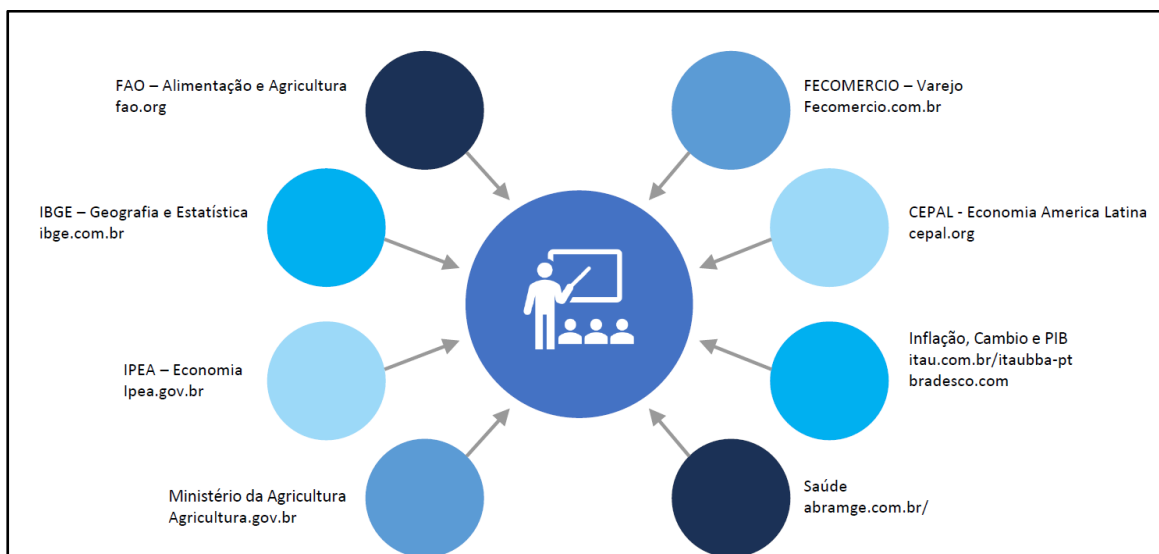 FAO – Alimentação e Agricultura
fao.org
FECOMERCIO – Varejo
Fecomercio.com.br
IBGE – Geografia e Estatística
ibge.com.br
CEPAL - Economia America Latina
cepal.org
IPEA – Economia
Ipea.gov.br
Inflação, Cambio e PIB
itau.com.br/itaubba-pt
bradesco.com
Ministério da Agricultura
Agricultura.gov.br
Saúde
abramge.com.br/